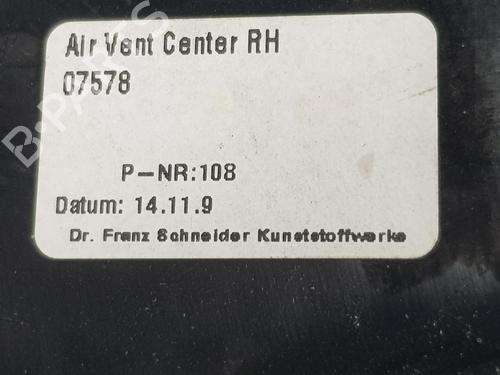 Air Vent Center RH
07578
P-NR:108
Datum: 14.11.9
Dr. Franz Schneider Kunststoffwerke
B-PARTS